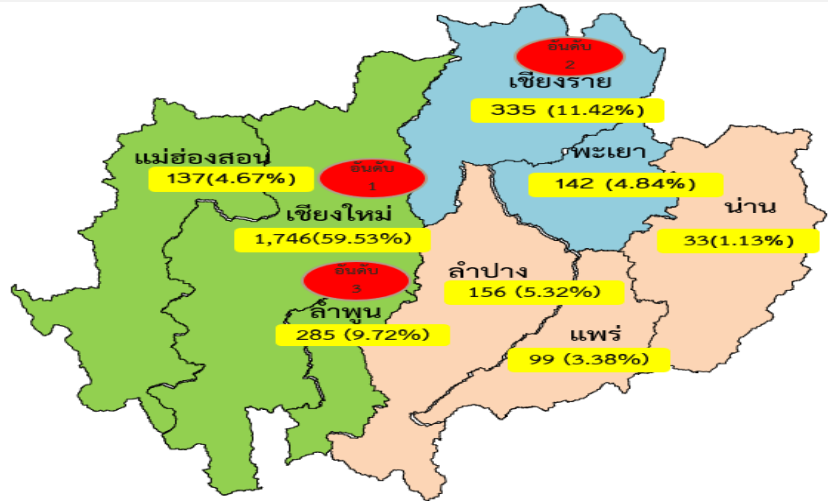 อันดับ
2
เชียงราย
335 (11.42%)
แม่ฮ่องสอน
137(4.67%)
อันดับ
1
เชียงใหม่
1,746(59.53%)
พะเยา
142 (4.84%)
น่าน
33(1.13%)
อันดับ
3
ลำพูน
285 (9.72%)
ลำปาง
156 (5.32%)
แพร่
99 (3.38%)